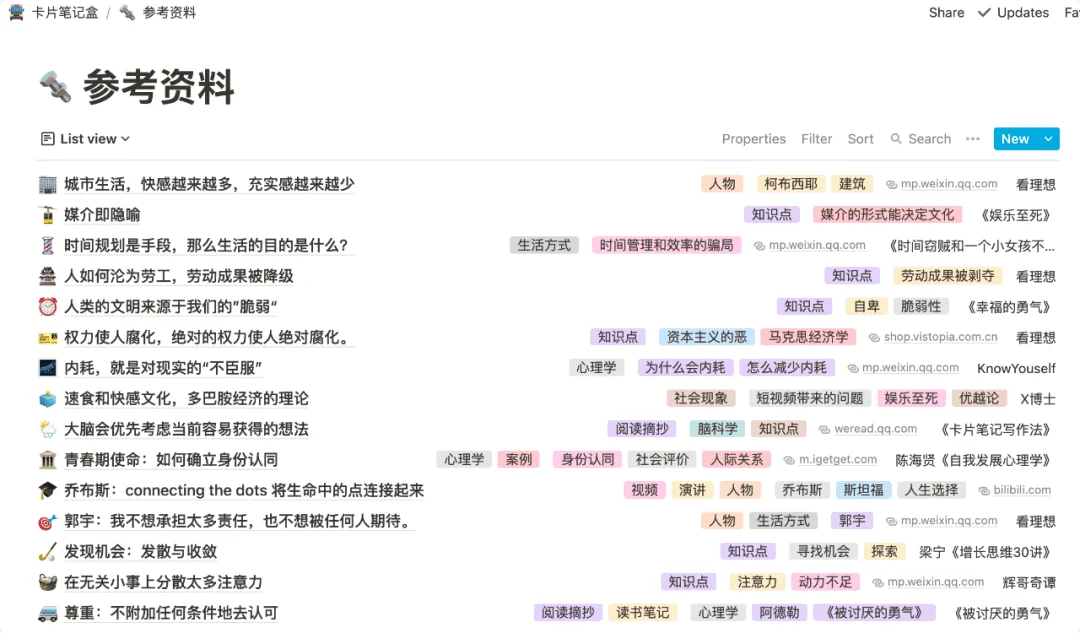 卡片笔记盒 / 参考资料 Share Updates Fa
参考资料
List view Properties Filter Sort Search ··· New
城市生活，快感越来越多，充实感越来越少 人物 柯布西耶 建筑 mp.weixin.qq.com 看理想
媒介即隐喻 知识点 媒介的形式能决定文化 《娱乐至死》
时间规划是手段，那么生活的目的是什么？ 生活方式 时间管理和效率的骗局 mp.weixin.qq.com 《时间窃贼和一个小女孩不...
人如何沦为劳工，劳动成果被降级 知识点 劳动成果被剥夺 看理想
人类的文明来源于我们的”脆弱“ 知识点 自卑 脆弱性 《幸福的勇气》
权力使人腐化，绝对的权力使人绝对腐化。 知识点 资本主义的恶 马克思经济学 shop.vistopia.com.cn 看理想
内耗，就是对现实的“不臣服” 心理学 为什么会内耗 怎么减少内耗 mp.weixin.qq.com KnowYouself
速食和快感文化，多巴胺经济的理论 社会现象 短视频带来的问题 娱乐至死 优越论 X博士
大脑会优先考虑当前容易获得的想法 阅读摘抄 脑科学 知识点 weread.qq.com 《卡片笔记写作法》
青春期使命：如何确立身份认同 心理学 案例 身份认同 社会评价 人际关系 m.igetget.com 陈海贤《自我发展心理学》
乔布斯：connecting the dots 将生命中的点连接起来 视频 演讲 人物 乔布斯 斯坦福 人生选择 bilibili.com
郭宇：我不想承担太多责任，也不想被任何人期待。 人物 生活方式 郭宇 mp.weixin.qq.com 看理想
发现机会：发散与收敛 知识点 寻找机会 探索 梁宁《增长思维30讲》
在无关小事上分散太多注意力 知识点 注意力 动力不足 mp.weixin.qq.com 辉哥奇谭
尊重：不附加任何条件地去认可 阅读摘抄 读书笔记 心理学 阿德勒 《被讨厌的勇气》 《被讨厌的勇气》